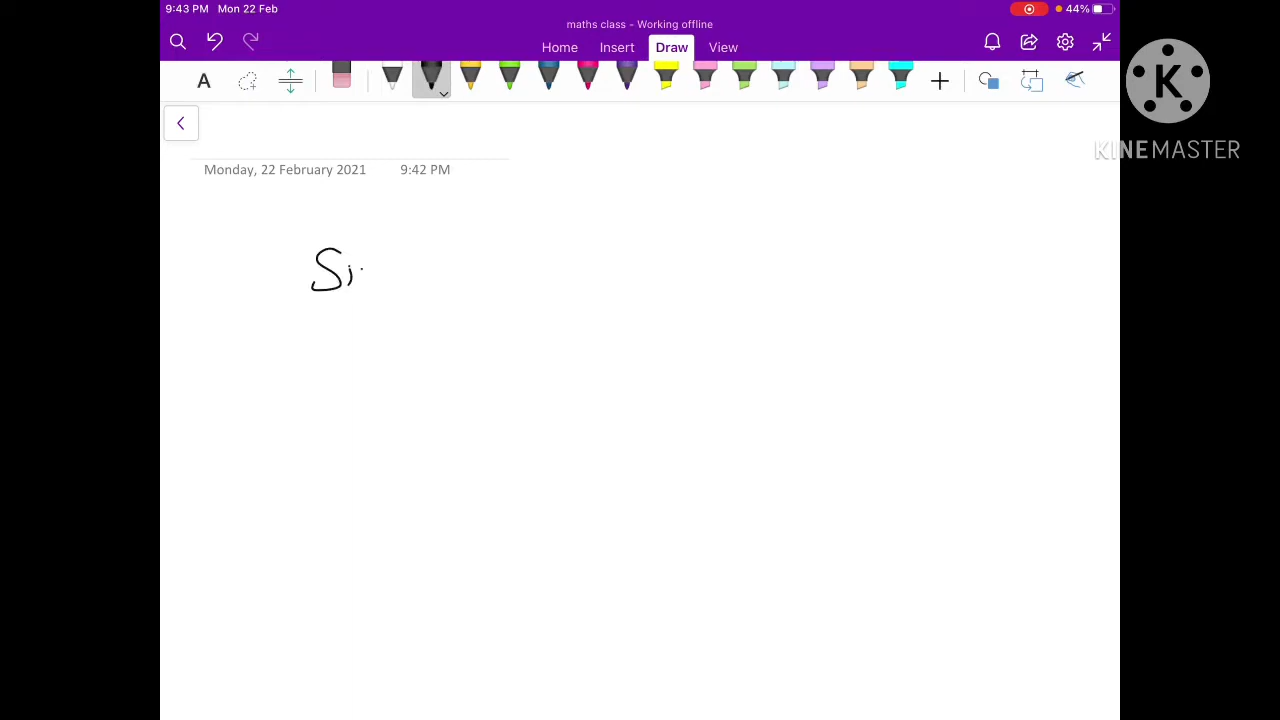 9:43 PM Mon 22 Feb 44%
maths class - Working offline
Home Insert Draw View
A
K
KINEMASTER
Monday, 22 February 2021 9:42 PM
Si